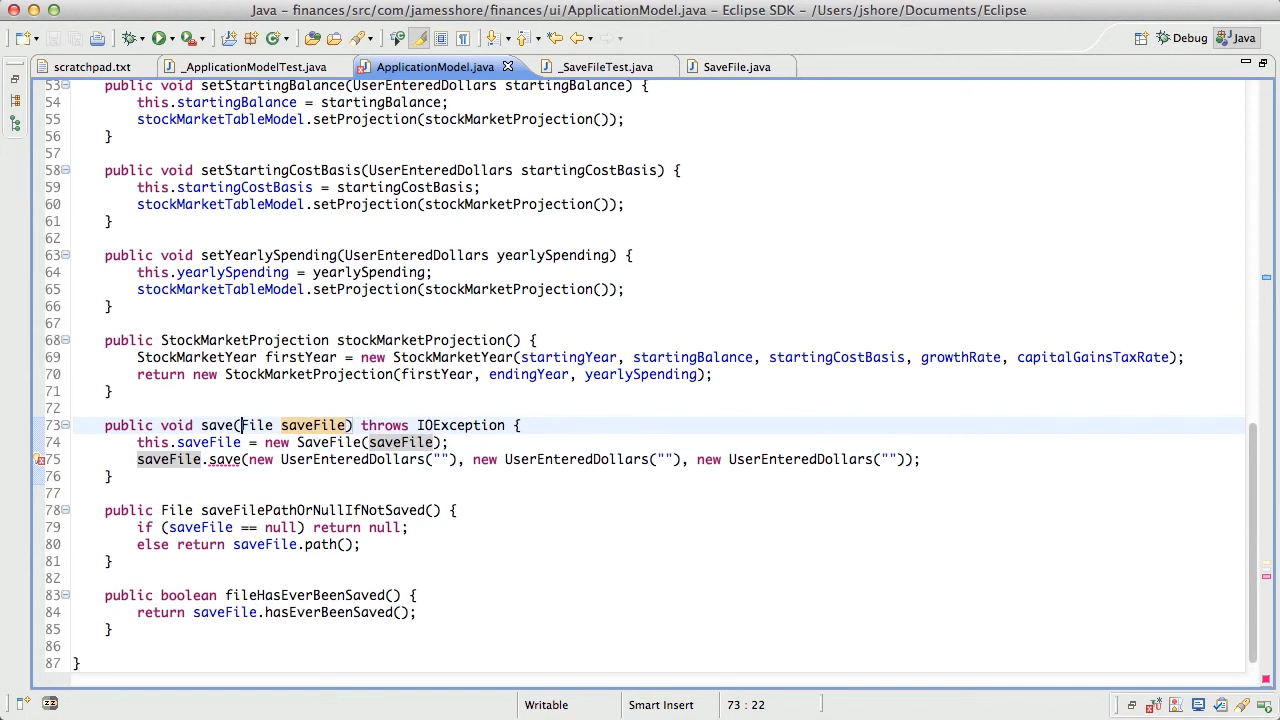 Java – finances/src/com/jamesshore/finances/ui/ApplicationModel.java – Eclipse SDK – /Users/jshore/Documents/Eclipse
Debug Java
scratchpad.txt _ApplicationModelTest.java ApplicationModel.java _SaveFileTest.java SaveFile.java
53 public void setStartingBalance(UserEnteredDollars startingBalance) {
54 this.startingBalance = startingBalance;
55 stockMarketTableModel.setProjection(stockMarketProjection());
56 }
57
58 public void setStartingCostBasis(UserEnteredDollars startingCostBasis) {
59 this.startingCostBasis = startingCostBasis;
60 stockMarketTableModel.setProjection(stockMarketProjection());
61 }
62
63 public void setYearlySpending(UserEnteredDollars yearlySpending) {
64 this.yearlySpending = yearlySpending;
65 stockMarketTableModel.setProjection(stockMarketProjection());
66 }
67
68 public StockMarketProjection stockMarketProjection() {
69 StockMarketYear firstYear = new StockMarketYear(startingYear, startingBalance, startingCostBasis, growthRate, capitalGainsTaxRate);
70 return new StockMarketProjection(firstYear, endingYear, yearlySpending);
71 }
72
73 public void save(File saveFile) throws IOException {
74 this.saveFile = new SaveFile(saveFile);
75 saveFile.save(new UserEnteredDollars(""), new UserEnteredDollars(""), new UserEnteredDollars(""));
76 }
77
78 public File saveFilePathOrNullIfNotSaved() {
79 if (saveFile == null) return null;
80 else return saveFile.path();
81 }
82
83 public boolean fileHasEverBeenSaved() {
84 return saveFile.hasEverBeenSaved();
85 }
86
87 }
Writable Smart Insert 73 : 22